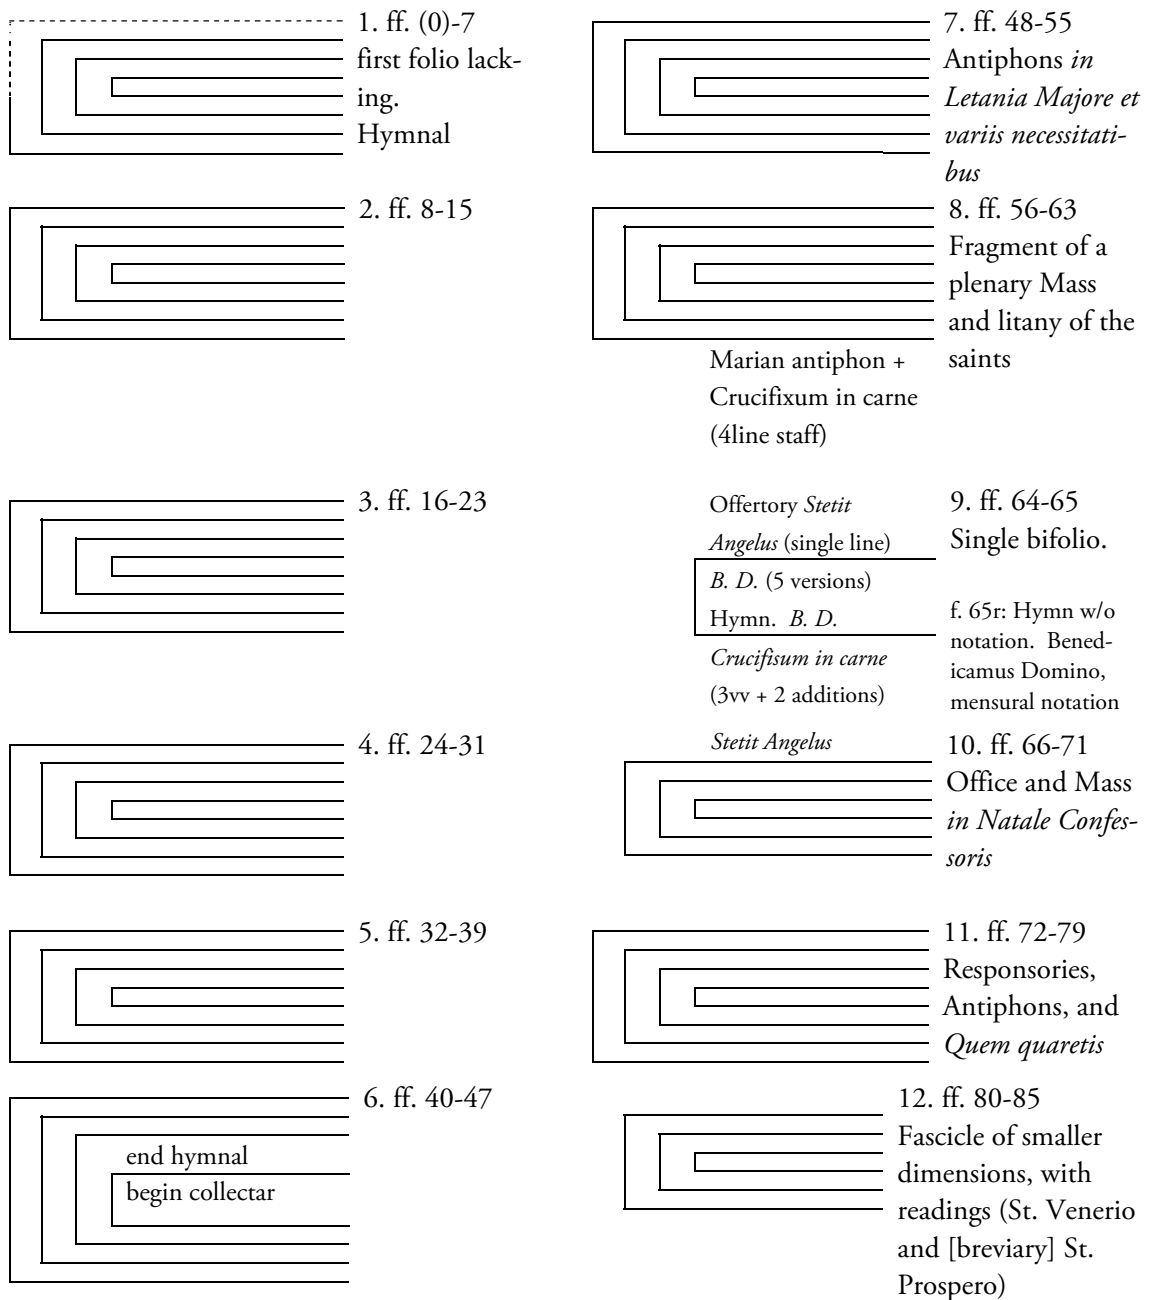 1. ff. (0)-7
first folio lack-
ing.
Hymnal
2. ff. 8-15
3. ff. 16-23
4. ff. 24-31
5. ff. 32-39
6. ff. 40-47
end hymnal
begin collectar
7. ff. 48-55
Antiphons in
Letania Majore et
variis necessitati-
bus
8. ff. 56-63
Fragment of a
plenary Mass
and litany of the
saints
Marian antiphon +
Crucifixum in carne
(4line staff)
9. ff. 64-65
Single bifolio.
Offertory Stetit
Angelus (single line)
B. D. (5 versions)
Hymn. B. D.
Crucifisum in carne
(3vv + 2 additions)
f. 65r: Hymn w/o
notation. Bened-
icamus Domino,
mensural notation
Stetit Angelus
10. ff. 66-71
Office and Mass
in Natale Confes-
soris
11. ff. 72-79
Responsories,
Antiphons, and
Quem quaretis
12. ff. 80-85
Fascicle of smaller
dimensions, with
readings (St. Venerio
and [breviary] St.
Prospero)